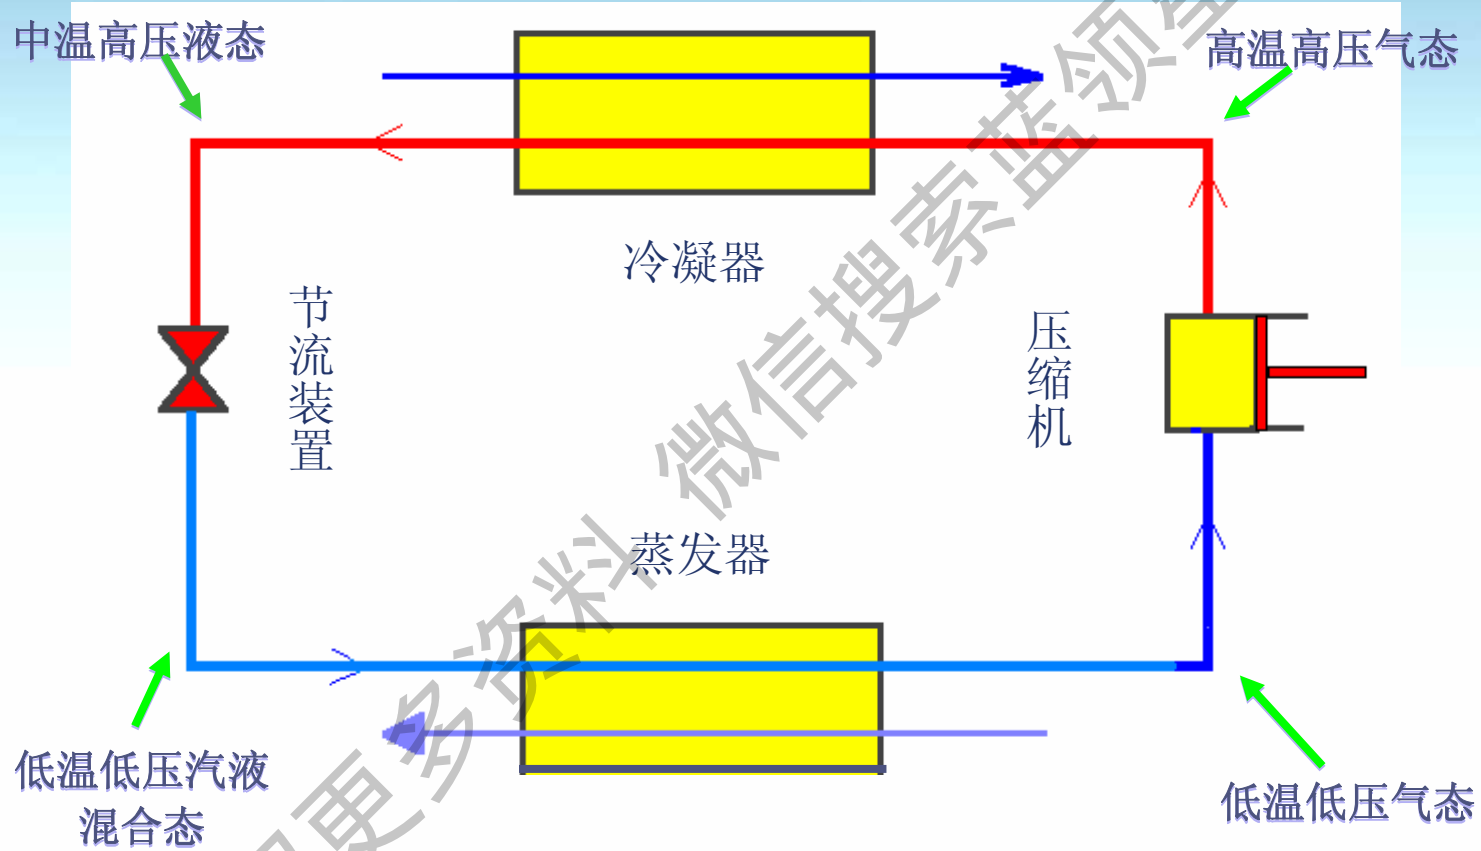 中温高压液态
高温高压气态
冷凝器
节流装置
压缩机
蒸发器
低温低压汽液
混合态
低温低压气态
更多资料 微信搜索蓝领